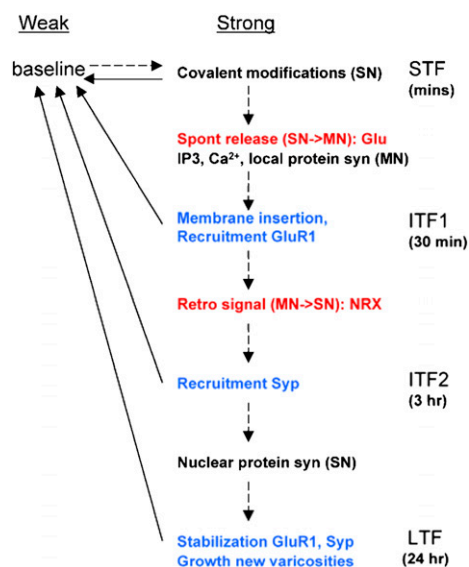 Weak Strong
baseline Covalent modifications (SN) STF
(mins)
Spont release (SN->MN): Glu
IP3, Ca²⁺, local protein syn (MN)
Membrane insertion, ITF1
Recruitment GluR1 (30 min)
Retro signal (MN->SN): NRX
Recruitment Syp ITF2
(3 hr)
Nuclear protein syn (SN)
Stabilization GluR1, Syp LTF
Growth new varicosities (24 hr)